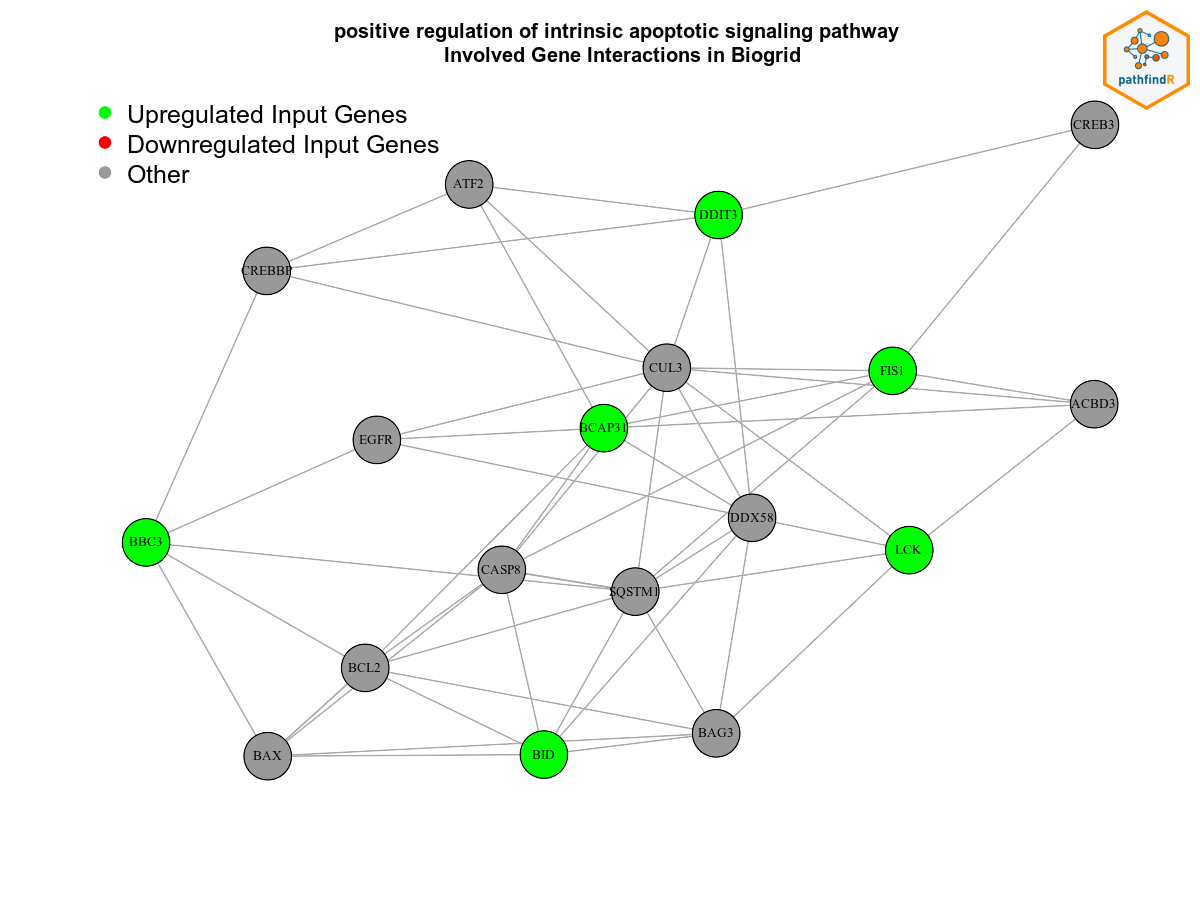 positive regulation of intrinsic apoptotic signaling pathway
Involved Gene Interactions in Biogrid
pathfindR
Upregulated Input Genes
Downregulated Input Genes
Other
CREB3
ATF2
DDIT3
CREBBP
CUL3
FIS1
ACBD3
BCAP31
EGFR
DDX58
BBC3
LCK
CASP8
SQSTM1
BCL2
BAG3
BAX
BID